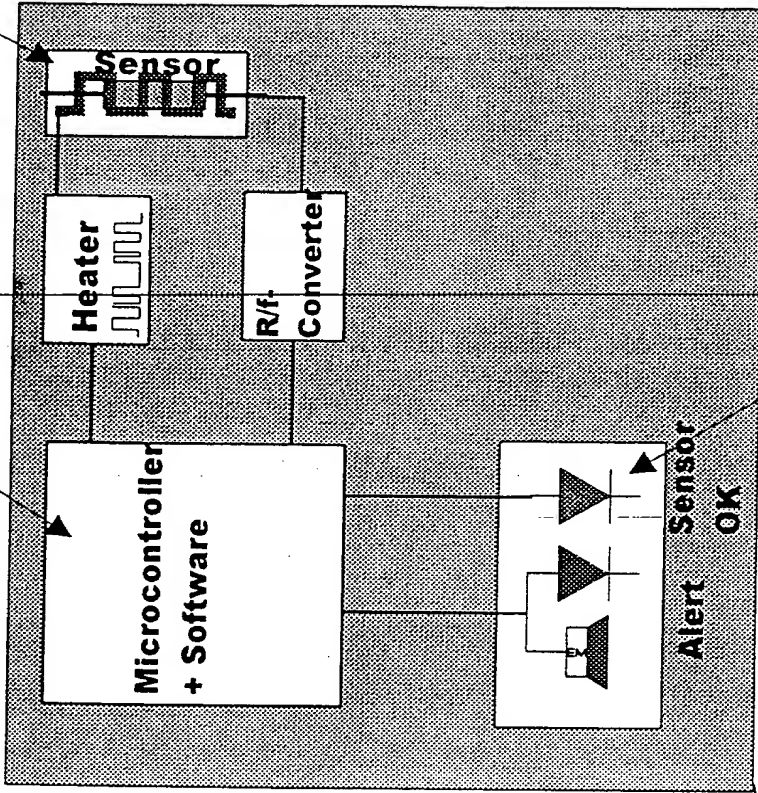 Sensor
Heater
R/f-
Converter
Microcontroller
+ Software
EM
Alert
Sensor
OK